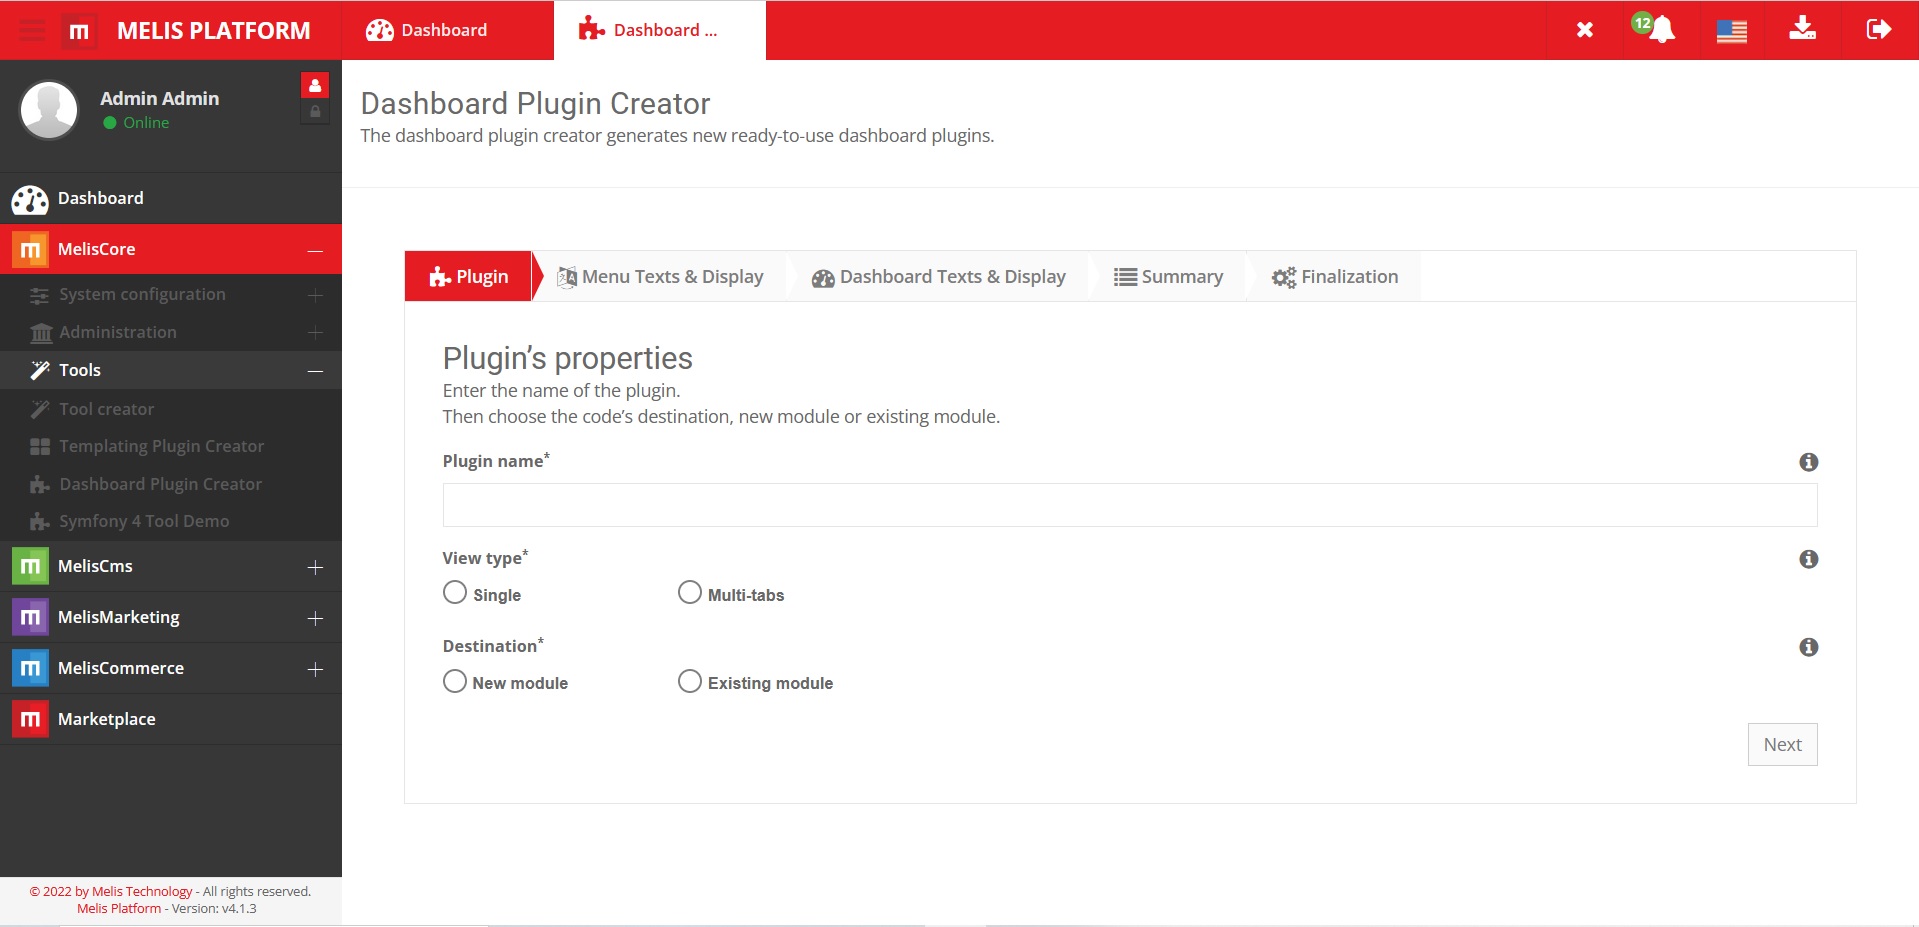 MELIS PLATFORM
Dashboard
Dashboard ...
12
Admin Admin
Online
Dashboard
MelisCore
System configuration
Administration
Tools
Tool creator
Templating Plugin Creator
Dashboard Plugin Creator
Symfony 4 Tool Demo
MelisCms
MelisMarketing
MelisCommerce
Marketplace
© 2022 by Melis Technology - All rights reserved.
Melis Platform - Version: v4.1.3
Dashboard Plugin Creator
The dashboard plugin creator generates new ready-to-use dashboard plugins.
Plugin
Menu Texts & Display
Dashboard Texts & Display
Summary
Finalization
Plugin’s properties
Enter the name of the plugin.
Then choose the code’s destination, new module or existing module.
Plugin name*
View type*
Single
Multi-tabs
Destination*
New module
Existing module
Next